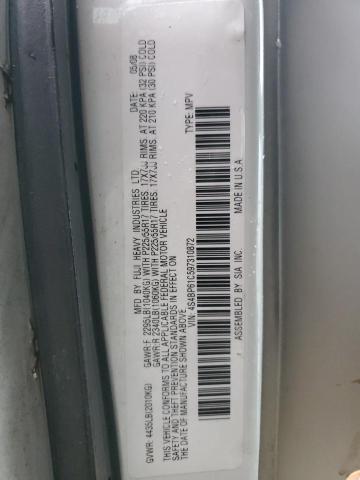 MFD. BY FUJI HEAVY INDUSTRIES LTD. DATE: 05/08
GVWR: 4435LB(2010KG) GAWR:F 2295LB(1040KG) WITH P225/55R17 TIRES: 17X7JJ RIMS: AT 220 KPA (32 PSI) COLD
GAWR:R 2340LB(1060KG) WITH P225/55R17 TIRES: 17X7JJ RIMS: AT 210 KPA (30 PSI) COLD
THIS VEHICLE CONFORMS TO ALL APPLICABLE FEDERAL MOTOR VEHICLE
SAFETY AND THEFT PREVENTION STANDARDS IN EFFECT ON
THE DATE OF MANUFACTURE SHOWN ABOVE.
VIN: 4S4BP61C597310872 TYPE: MPV
ASSEMBLED BY SIA INC. MADE IN U.S.A